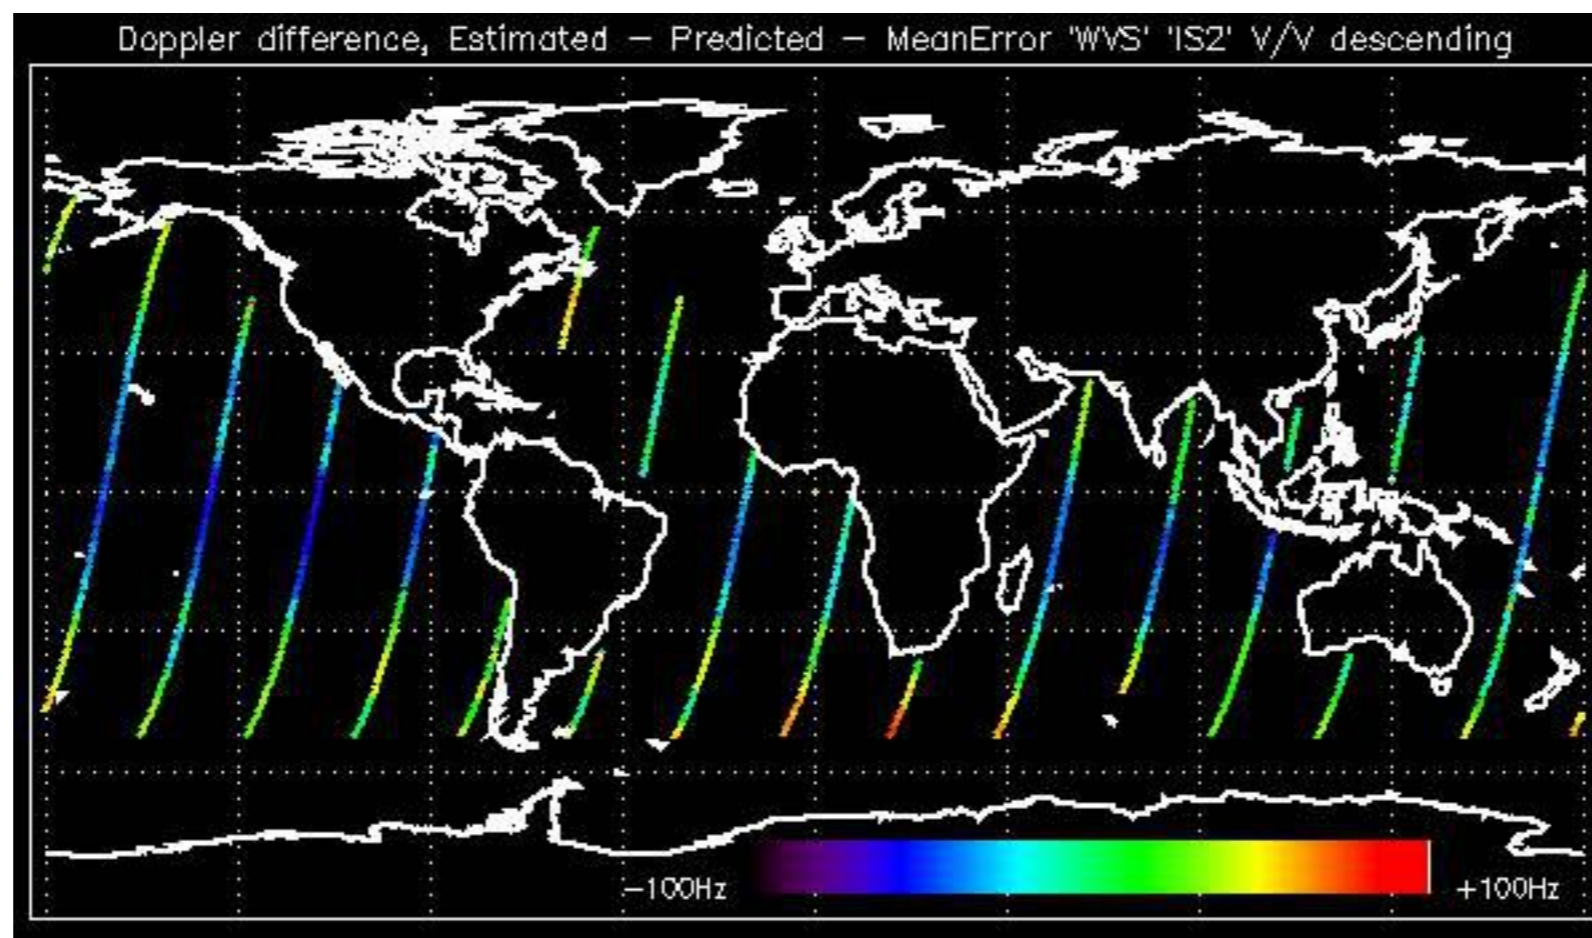 Doppler difference, Estimated – Predicted – MeanError 'WVS' 'IS2' V/V descending
–100Hz +100Hz